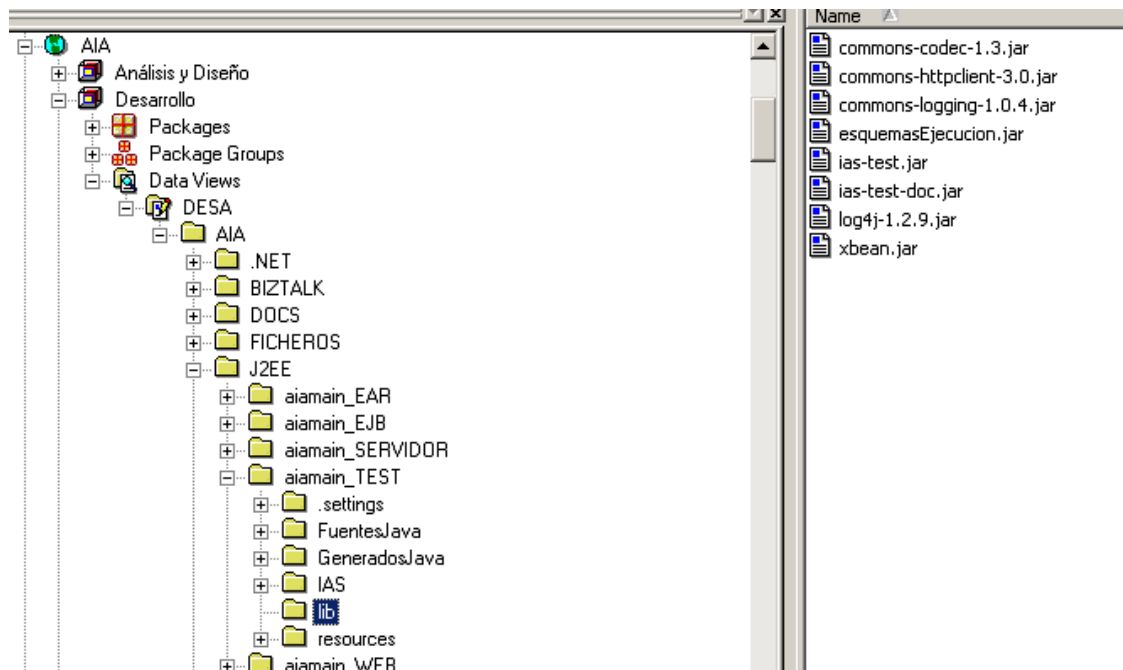 AIA
Análisis y Diseño
Desarrollo
Packages
Package Groups
Data Views
DESA
AIA
.NET
BIZTALK
DOCS
FICHEROS
J2EE
aiamain_EAR
aiamain_EJB
aiamain_SERVIDOR
aiamain_TEST
.settings
FuentesJava
GeneradosJava
IAS
lib
resources
aiamain_WEB
Name
commons-codec-1.3.jar
commons-httpclient-3.0.jar
commons-logging-1.0.4.jar
esquemasEjecucion.jar
ias-test.jar
ias-test-doc.jar
log4j-1.2.9.jar
xbean.jar